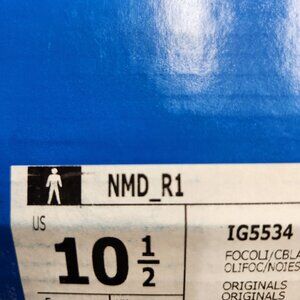 NMD_R1
US
10 1/2
IG5534
FOCOLI/CBLA
OLIFOC/NOIES
ORIGINALS
ORIGINALS